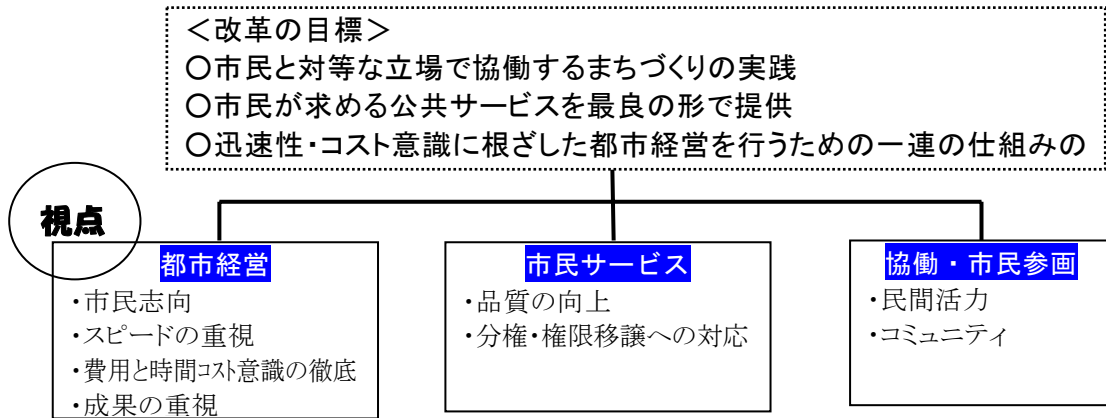 ＜改革の目標＞
○市民と対等な立場で協働するまちづくりの実践
○市民が求める公共サービスを最良の形で提供
○迅速性・コスト意識に根ざした都市経営を行うための一連の仕組みの
視点
都市経営
・市民志向
・スピードの重視
・費用と時間コスト意識の徹底
・成果の重視
市民サービス
・品質の向上
・分権・権限移譲への対応
協働・市民参画
・民間活力
・コミュニティ